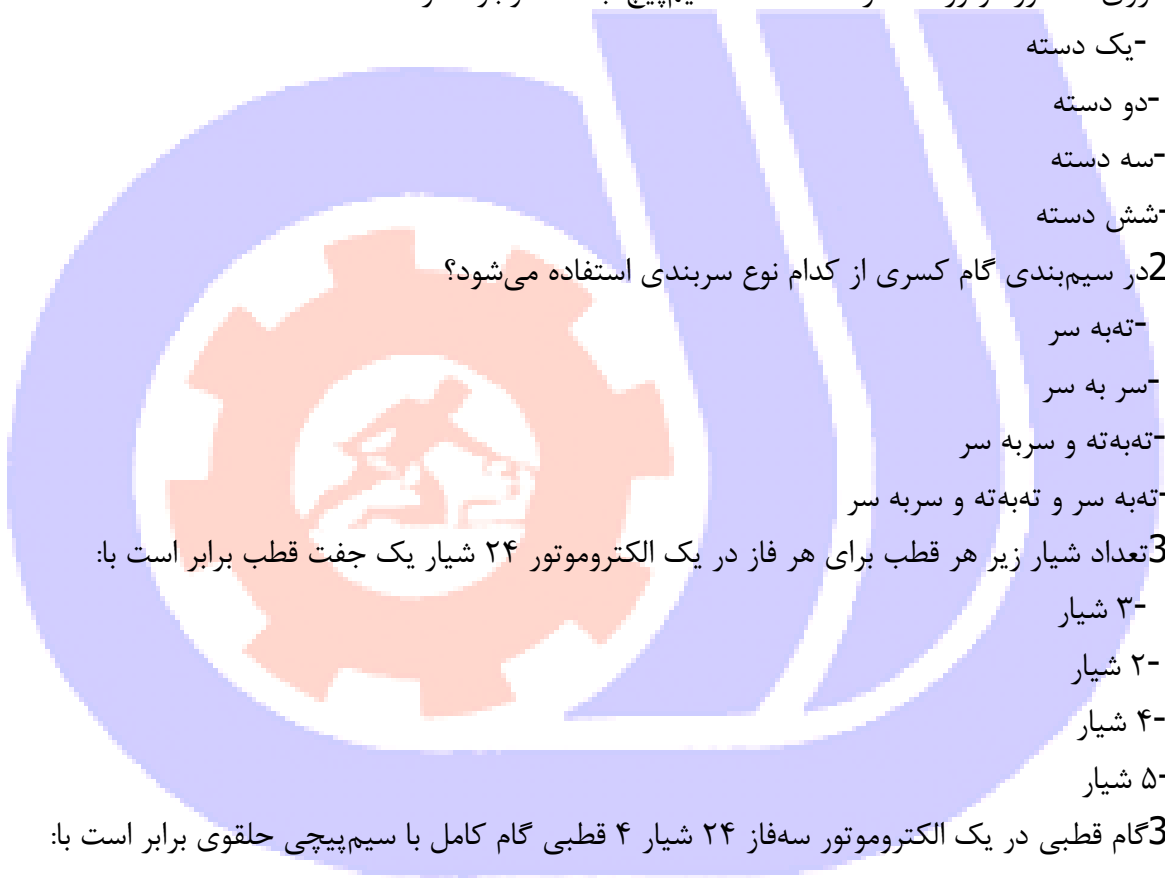 -یک دسته
-دو دسته
-سه دسته
-شش دسته
2در سیم‌بندی گام کسری از کدام نوع سربندی استفاده می‌شود؟
-ته‌به سر
-سر به سر
-ته‌به‌ته و سربه سر
-ته‌به سر و ته‌به‌ته و سربه سر
3تعداد شیار زیر هر قطب برای هر فاز در یک الکتروموتور ۲۴ شیار یک جفت قطب برابر است با:
-۳ شیار
-۲ شیار
-۴ شیار
-۵ شیار
3گام قطبی در یک الکتروموتور سه‌فاز ۲۴ شیار ۴ قطبی گام کامل با سیم‌پیچی حلقوی برابر است با: